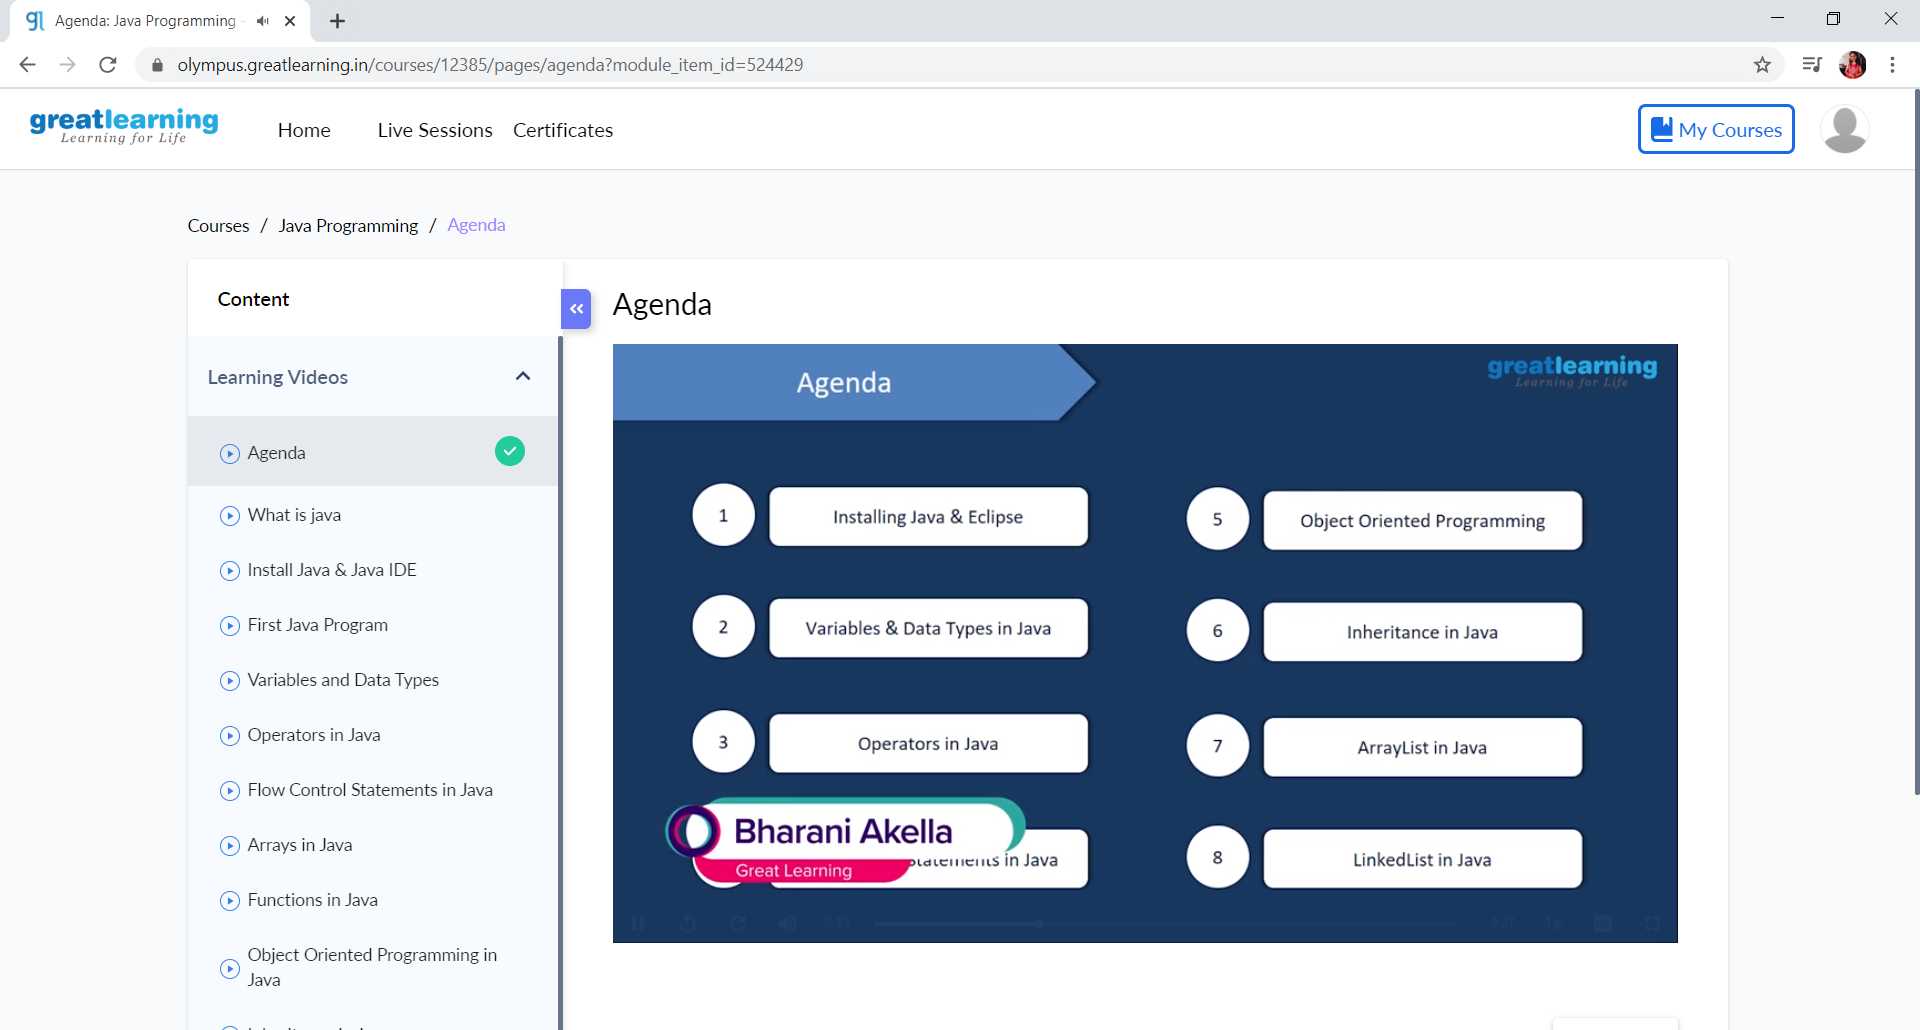 Agenda: Java Programming -
olympus.greatlearning.in/courses/12385/pages/agenda?module_item_id=524429
greatlearning
Learning for Life
Home
Live Sessions
Certificates
My Courses
Courses / Java Programming / Agenda
Content
Learning Videos
Agenda
What is java
Install Java & Java IDE
First Java Program
Variables and Data Types
Operators in Java
Flow Control Statements in Java
Arrays in Java
Functions in Java
Object Oriented Programming in
Java
Agenda
Agenda
greatlearning
Learning for Life
1 Installing Java & Eclipse
2 Variables & Data Types in Java
3 Operators in Java
Statements in Java
Bharani Akella
Great Learning
5 Object Oriented Programming
6 Inheritance in Java
7 ArrayList in Java
8 LinkedList in Java
0:13
1x